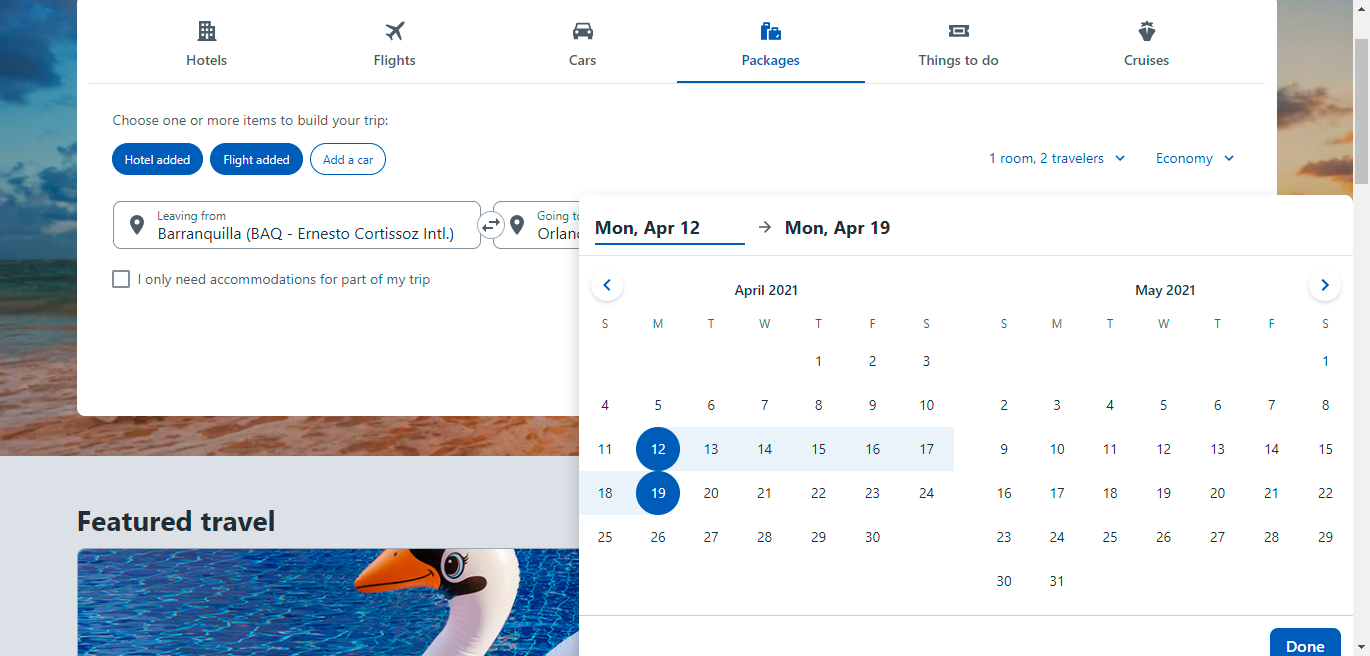 Hotels
Flights
Cars
Packages
Things to do
Cruises
Choose one or more items to build your trip:
Hotel added
Flight added
Add a car
1 room, 2 travelers
Economy
Leaving from
Barranquilla (BAQ - Ernesto Cortissoz Intl.)
I only need accommodations for part of my trip
Mon, Apr 12
Mon, Apr 19
April 2021
S M T W T F S
1 2 3
4 5 6 7 8 9 10
11 12 13 14 15 16 17
18 19 20 21 22 23 24
25 26 27 28 29 30
May 2021
S M T W T F S
1
2 3 4 5 6 7 8
9 10 11 12 13 14 15
16 17 18 19 20 21 22
23 24 25 26 27 28 29
30 31
Done
Featured travel